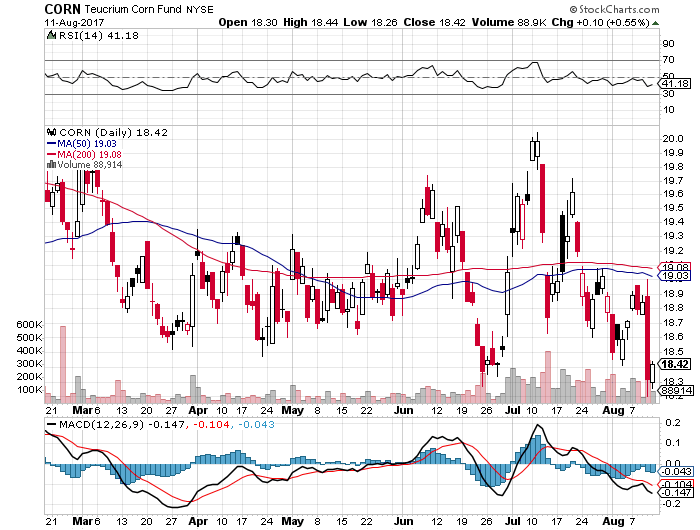 CORN Teucrium Corn Fund NYSE © StockCharts.com
11-Aug-2017 Open 18.30 High 18.44 Low 18.26 Close 18.42 Volume 88.9K Chg +0.10 (+0.55%)
RSI(14) 41.18
90
70
50
41.18
30
10
CORN (Daily) 18.42
MA(50) 19.03
MA(200) 19.08
Volume 88,914
20.0
19.9
19.8
19.7
19.6
19.5
19.4
19.3
19.2
19.08
19.03
18.9
18.8
18.7
18.6
18.5
18.42
18.3
88914
18.2
600K
500K
400K
300K
200K
100K
21 Mar 6 13 20 27 Apr 10 17 24 May 8 15 22 Jun 12 19 26 Jul 10 17 24 Aug 7
MACD(12,26,9) -0.147, -0.104, -0.043
0.2
0.1
0.0
-0.043
-0.104
-0.147
-0.2
21 Mar 6 13 20 27 Apr 10 17 24 May 8 15 22 Jun 12 19 26 Jul 10 17 24 Aug 7